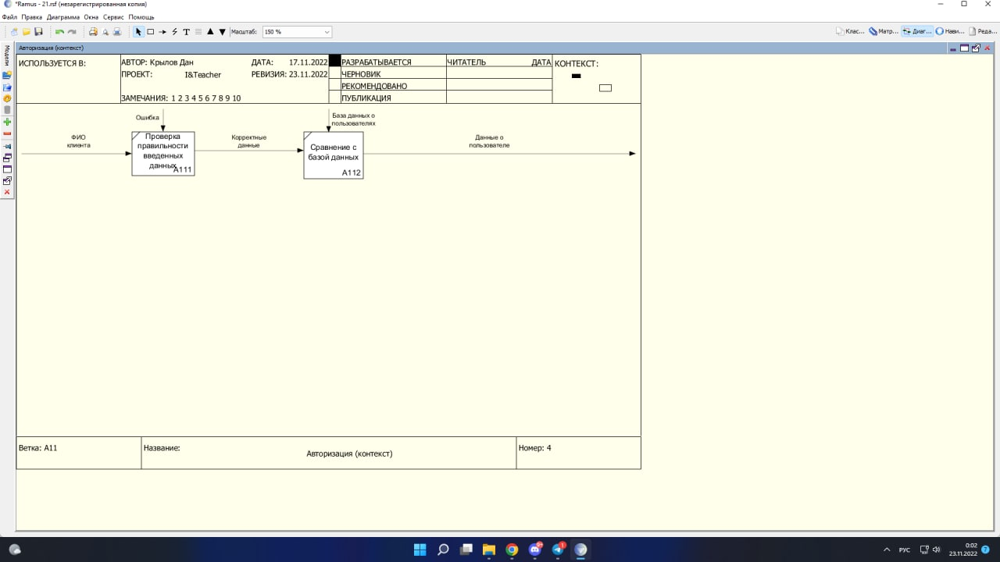 *Ramus - 21.rsf (незарегистрированная копия)
Файл Правка Диаграмма Окна Сервис Помощь
T Масштаб: 150 % Клас... Матр... Диаг... Нави... Реда...
Модели
Авторизация (контекст)
ИСПОЛЬЗУЕТСЯ В:
АВТОР: Крылов Дан ДАТА: 17.11.2022
ПРОЕКТ: I&Teacher РЕВИЗИЯ: 23.11.2022
ЗАМЕЧАНИЯ: 1 2 3 4 5 6 7 8 9 10
РАЗРАБАТЫВАЕТСЯ
ЧЕРНОВИК
РЕКОМЕНДОВАНО
ПУБЛИКАЦИЯ
ЧИТАТЕЛЬ ДАТА
КОНТЕКСТ:
Ошибка
База данных о
пользователях
ФИО
клиента
Проверка
правильности
введенных
данных
A111
Корректные
данные
Сравнение с
базой данных
A112
Данные о
пользователе
Ветка: A11
Название:
Авторизация (контекст)
Номер: 4
9+
1
РУС
0:02
23.11.2022
7